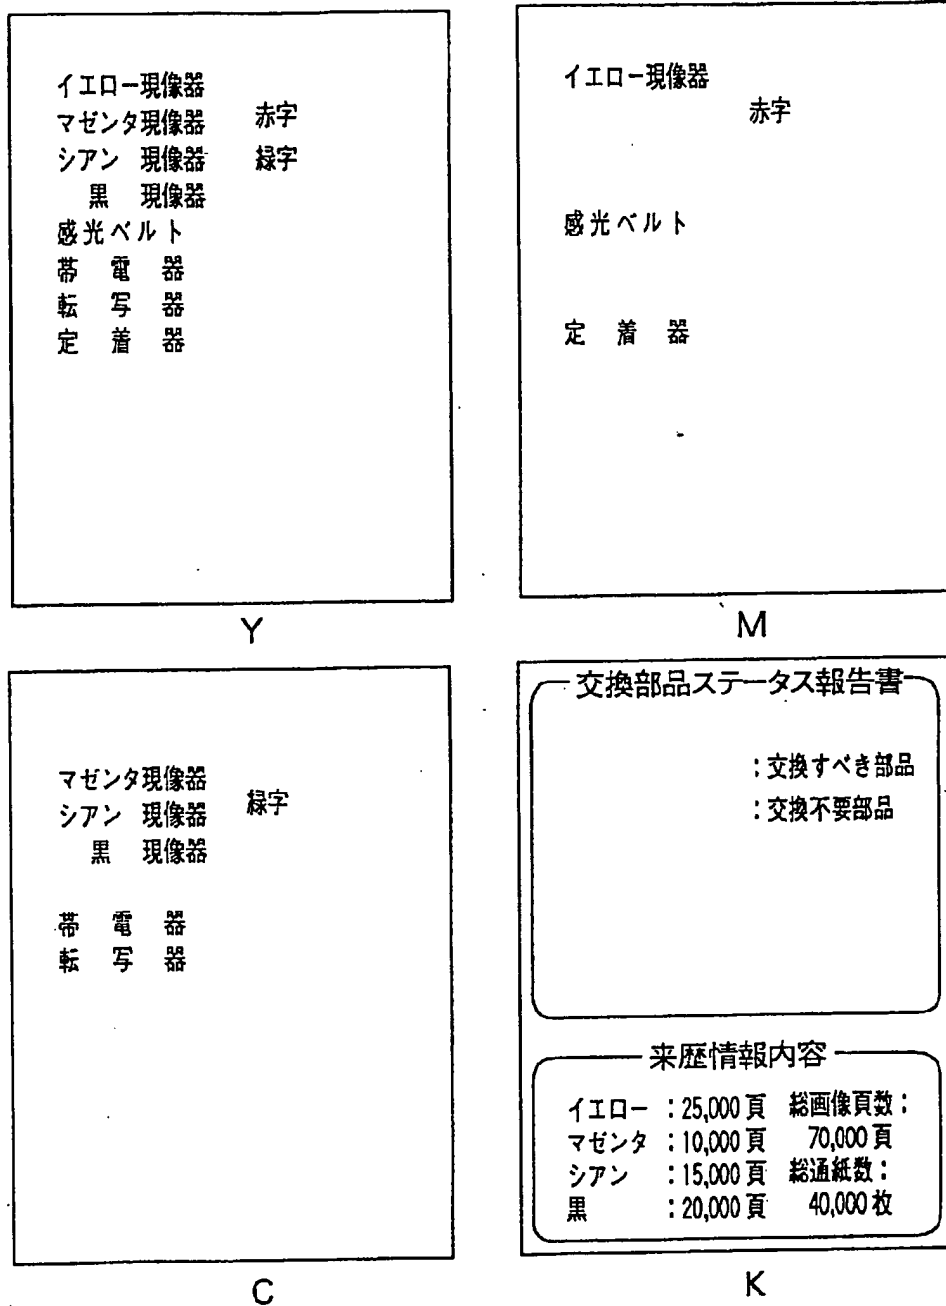 イエロー現像器
マゼンタ現像器 赤字
シアン 現像器 緑字
黒 現像器
感光ベルト
帯電器
転写器
定着器
Y
イエロー現像器
赤字
感光ベルト
定着器
M
マゼンタ現像器
シアン 現像器 緑字
黒 現像器
帯電器
転写器
C
交換部品ステータス報告書
:交換すべき部品
:交換不要部品
来歴情報内容
イエロー :25,000頁 総画像頁数:
マゼンタ :10,000頁 70,000頁
シアン :15,000頁 総通紙数:
黒 :20,000頁 40,000枚
K